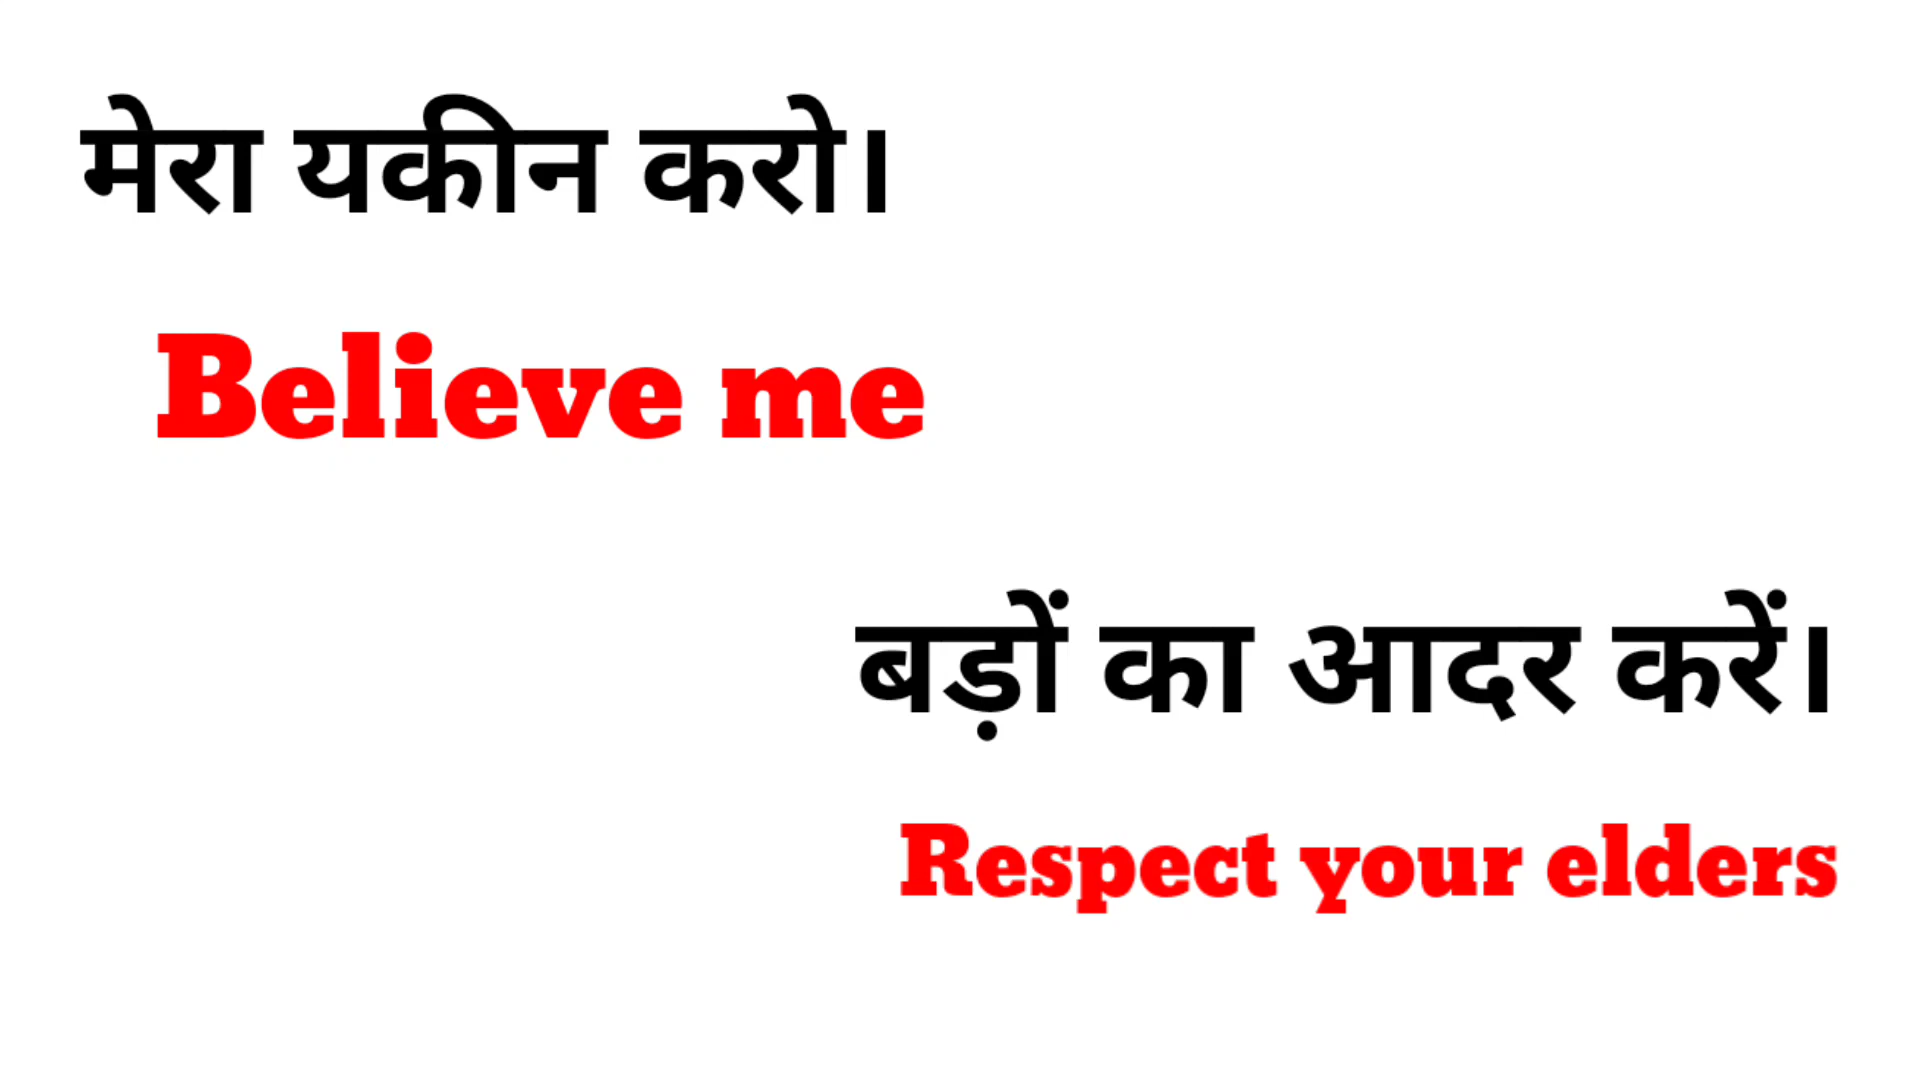 मेरा यकीन करो।
Believe me
बड़ों का आदर करें।
Respect your elders